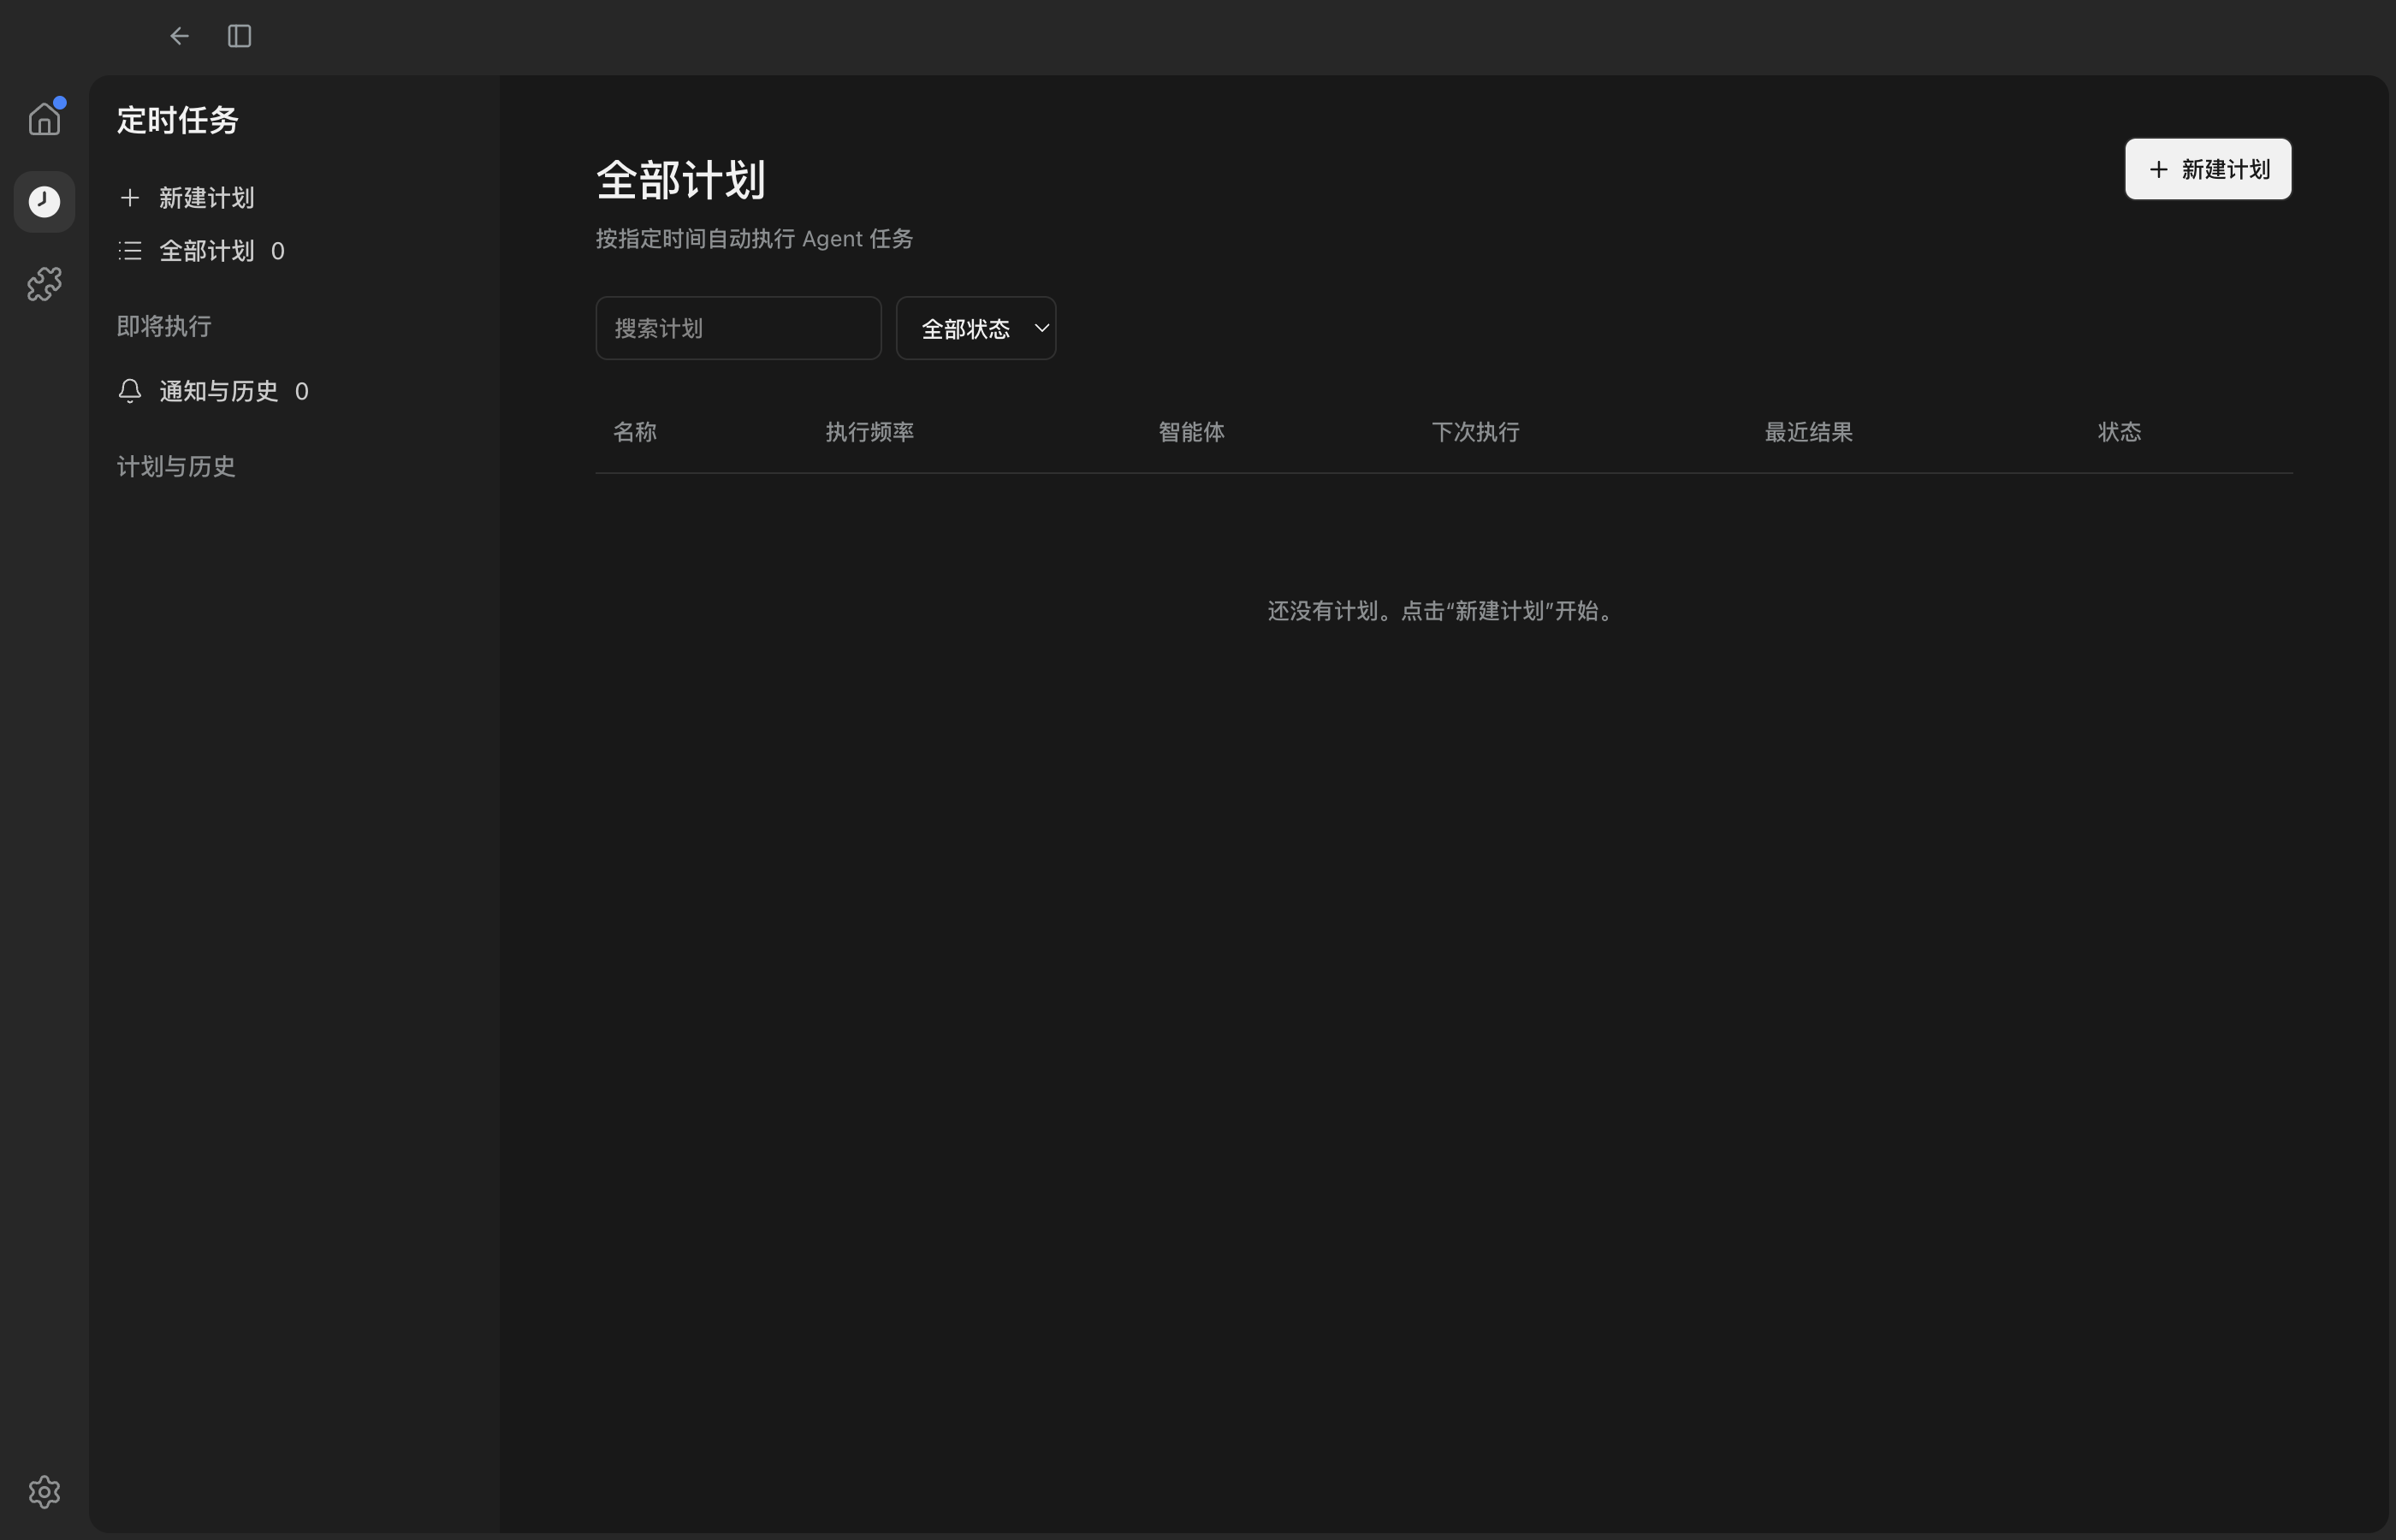 定时任务
新建计划
全部计划 0
即将执行
通知与历史 0
计划与历史
全部计划
新建计划
按指定时间自动执行 Agent 任务
搜索计划
全部状态
名称 执行频率 智能体 下次执行 最近结果 状态
还没有计划。点击“新建计划”开始。